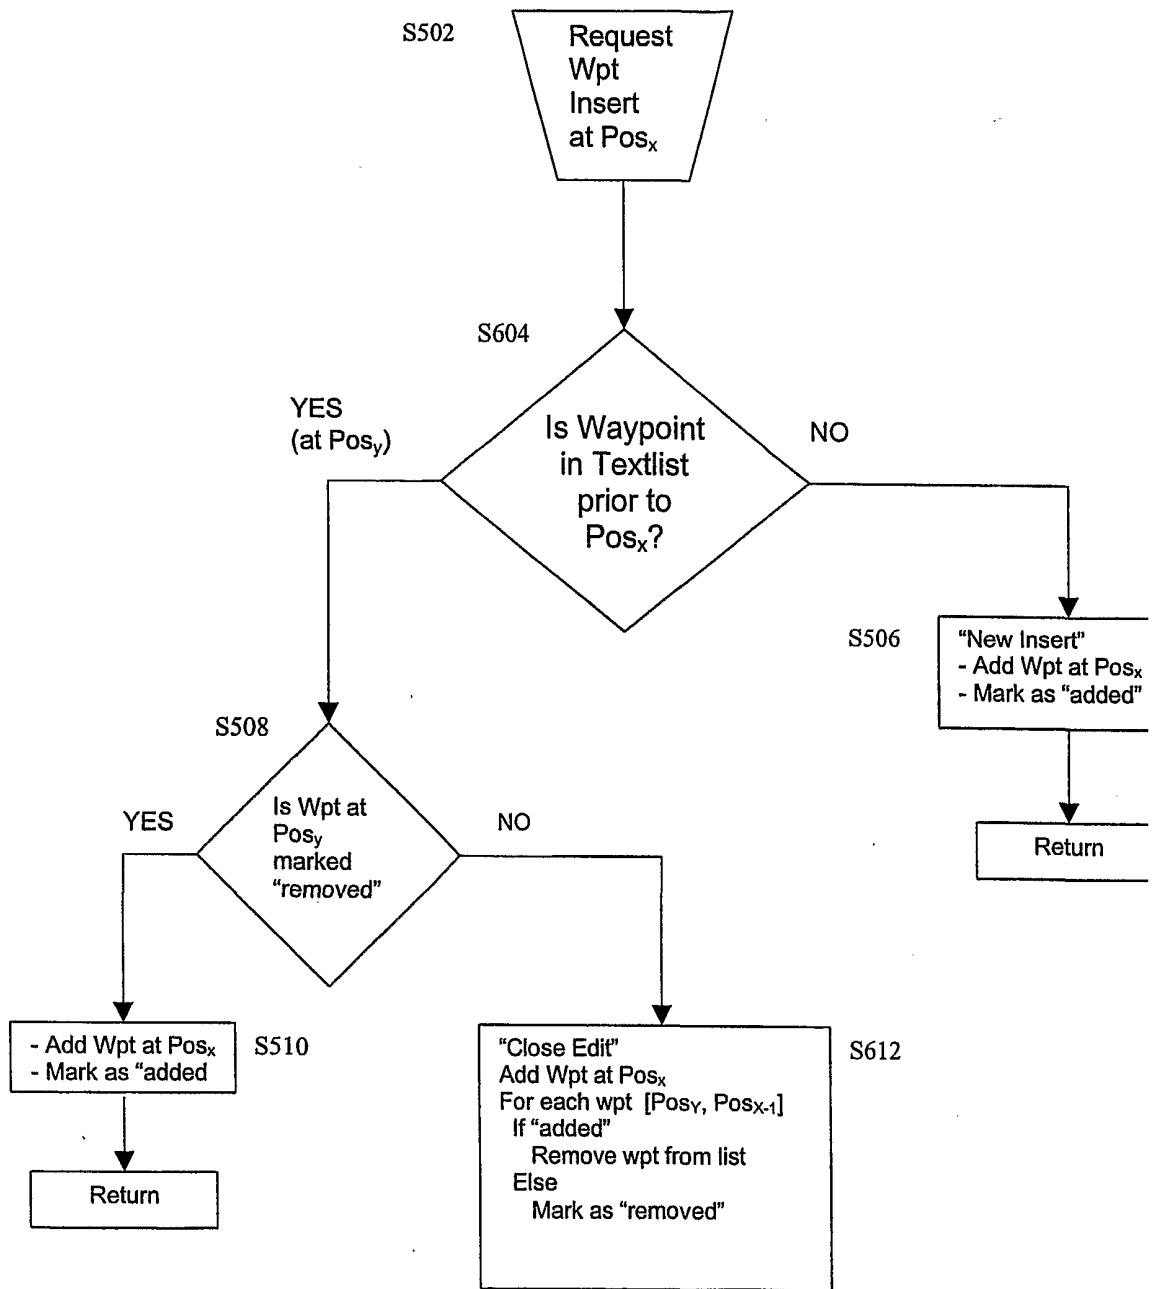 S502
Request
Wpt
Insert
at Posx
S604
YES
(at Posy)
Is Waypoint
in Textlist
prior to
Posx?
NO
S506
“New Insert”
- Add Wpt at Posx
- Mark as “added”
Return
S508
YES
Is Wpt at
Posy
marked
“removed”
NO
- Add Wpt at Posx
- Mark as “added
S510
Return
“Close Edit”
Add Wpt at Posx
For each wpt [PosY, PosX-1]
If “added”
Remove wpt from list
Else
Mark as “removed”
S612